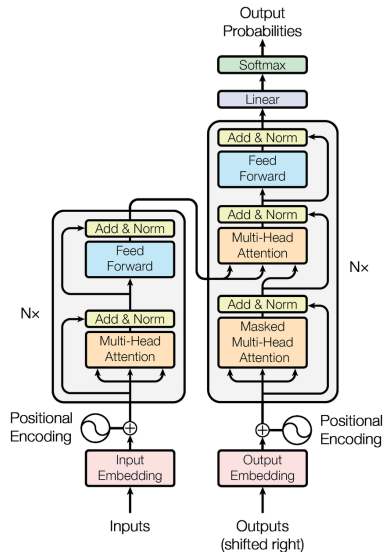 Output
Probabilities
Softmax
Linear
Add & Norm
Feed
Forward
Add & Norm
Multi-Head
Attention
Nx
Add & Norm
Masked
Multi-Head
Attention
Add & Norm
Feed
Forward
Nx
Add & Norm
Multi-Head
Attention
Positional
Encoding
Positional
Encoding
Input
Embedding
Output
Embedding
Inputs
Outputs
(shifted right)